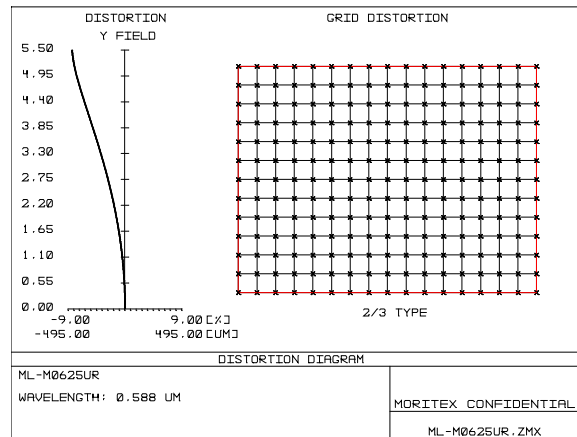 DISTORTION
Y FIELD
GRID DISTORTION
5.50
4.95
4.40
3.85
3.30
2.75
2.20
1.65
1.10
0.55
0.00
-9.00 9.00 [%]
-495.00 495.00 [UM]
2/3 TYPE
DISTORTION DIAGRAM
ML-M0625UR
WAVELENGTH: 0.588 UM
MORITEX CONFIDENTIAL
ML-M0625UR.ZMX